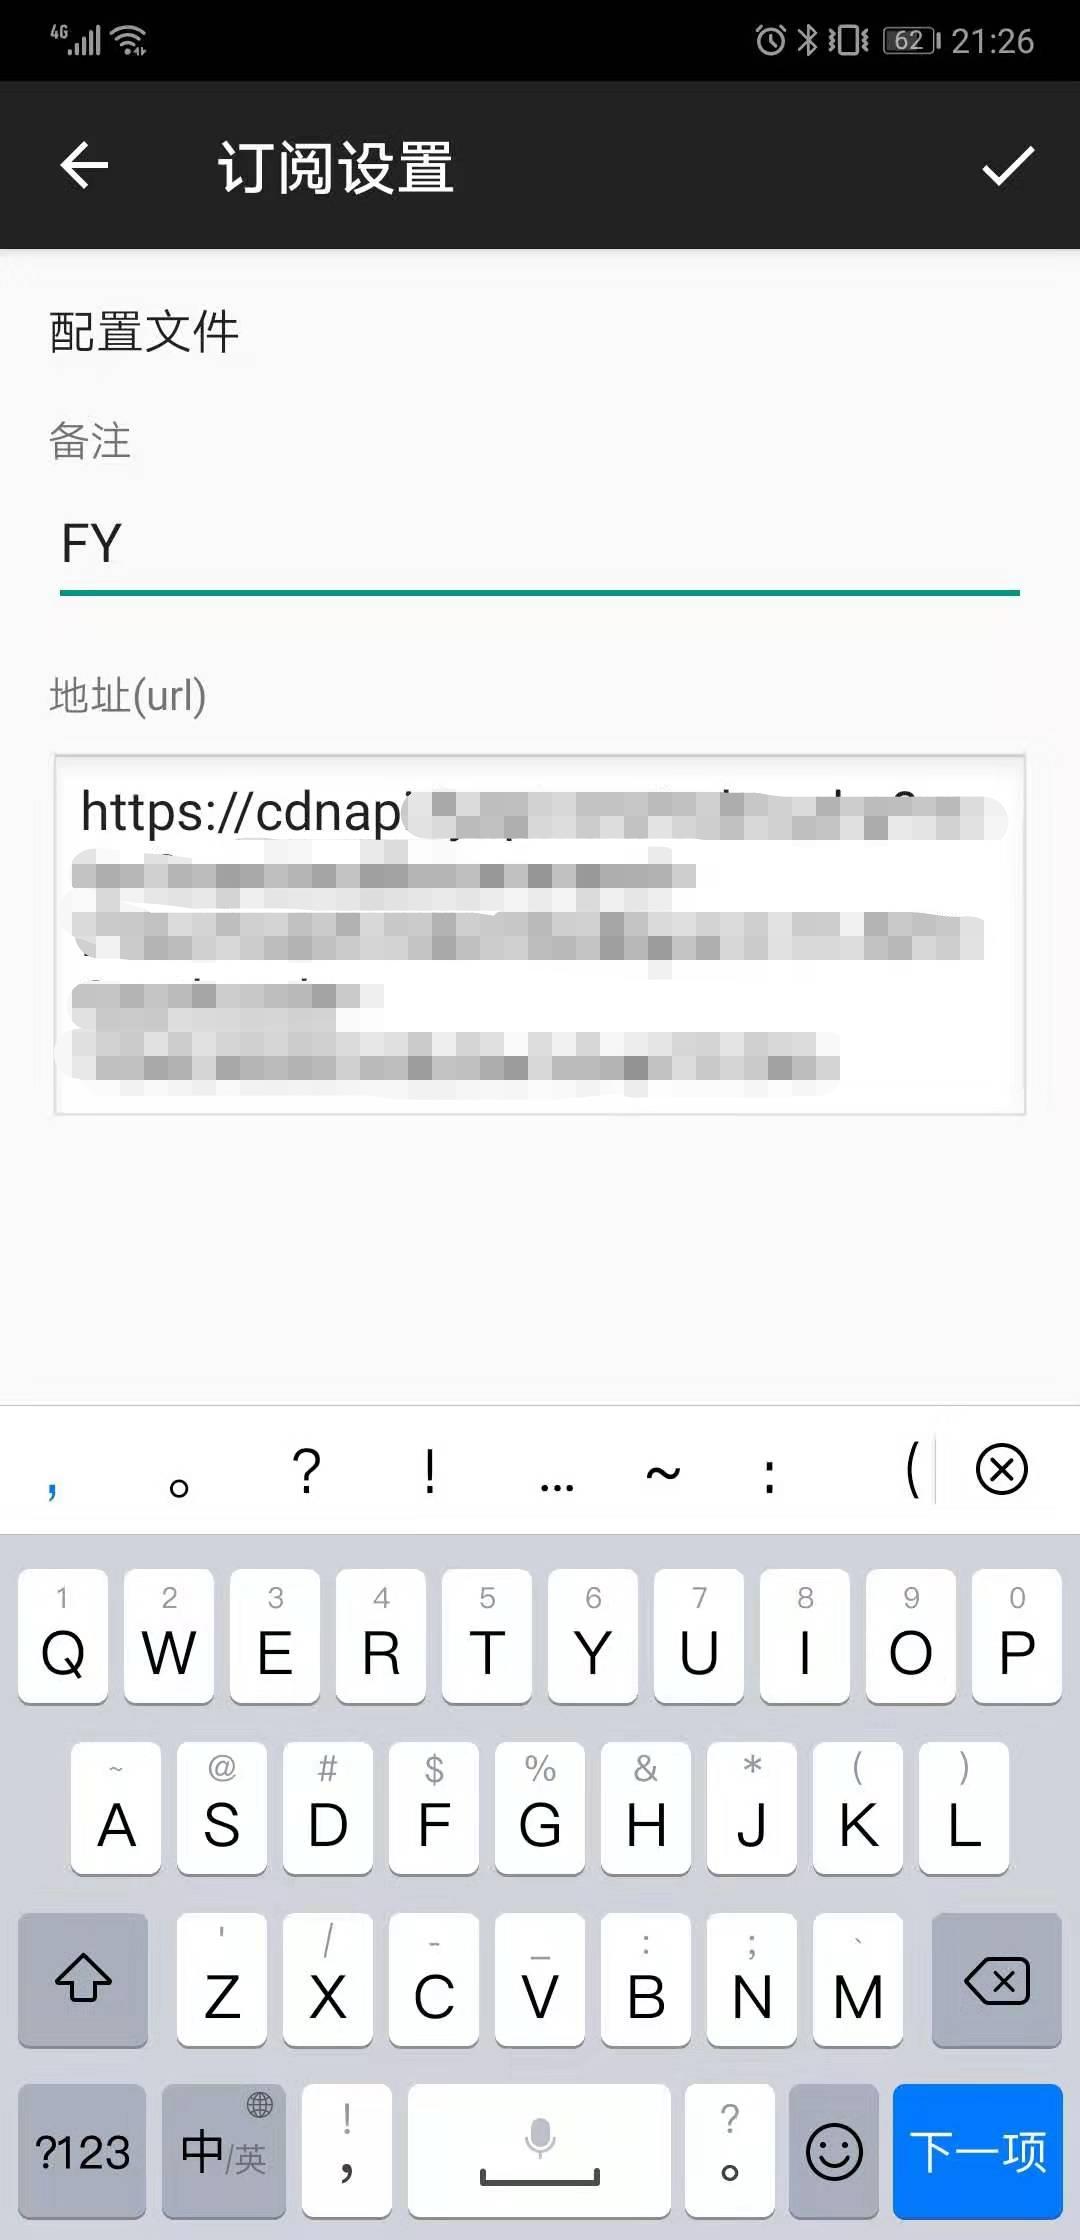 4G 62 21:26
订阅设置
配置文件
备注
FY
地址(url)
https://cdnap
, 。 ? ! ... ~ : (
1 2 3 4 5 6 7 8 9 0
Q W E R T Y U I O P
~ @ # $ % & * ( )
A S D F G H J K L
' / - _ : ; `
Z X C V B N M
! ?
?123 中/英 , 。 下一项